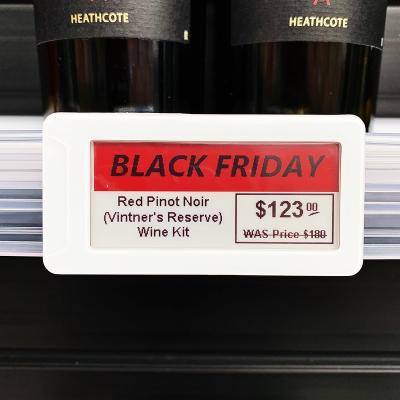 HEATHCOTE
HEATHCOTE
BLACK FRIDAY
Red Pinot Noir
(Vintner's Reserve)
Wine Kit
$123.00
WAS Price $180